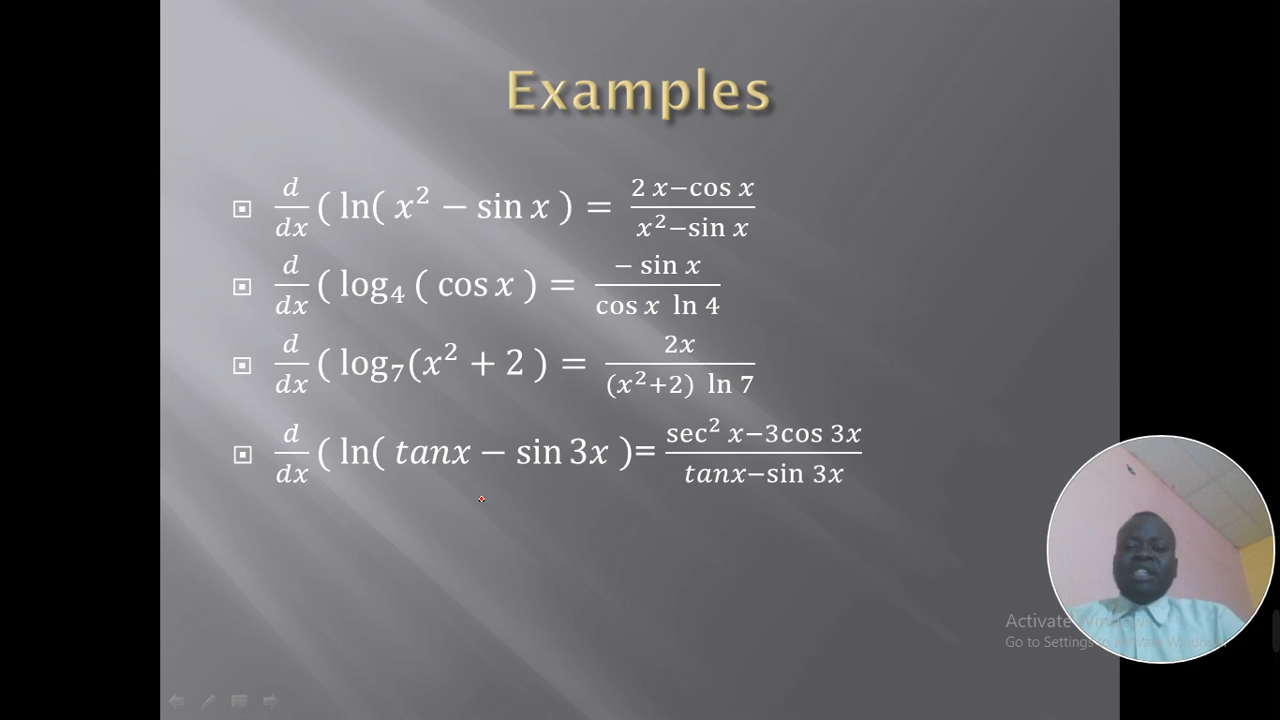 Examples
d/dx ( ln( x² − sin x ) = (2 x−cos x)/(x²−sin x)
d/dx ( log₄ ( cos x ) = (− sin x)/(cos x ln 4)
d/dx ( log₇(x² + 2 ) = 2x/((x²+2) ln 7)
d/dx ( ln( tanx − sin 3x )= (sec² x−3cos 3x)/(tanx−sin 3x)
Activate Windows
Go to Settings to activate Windows.